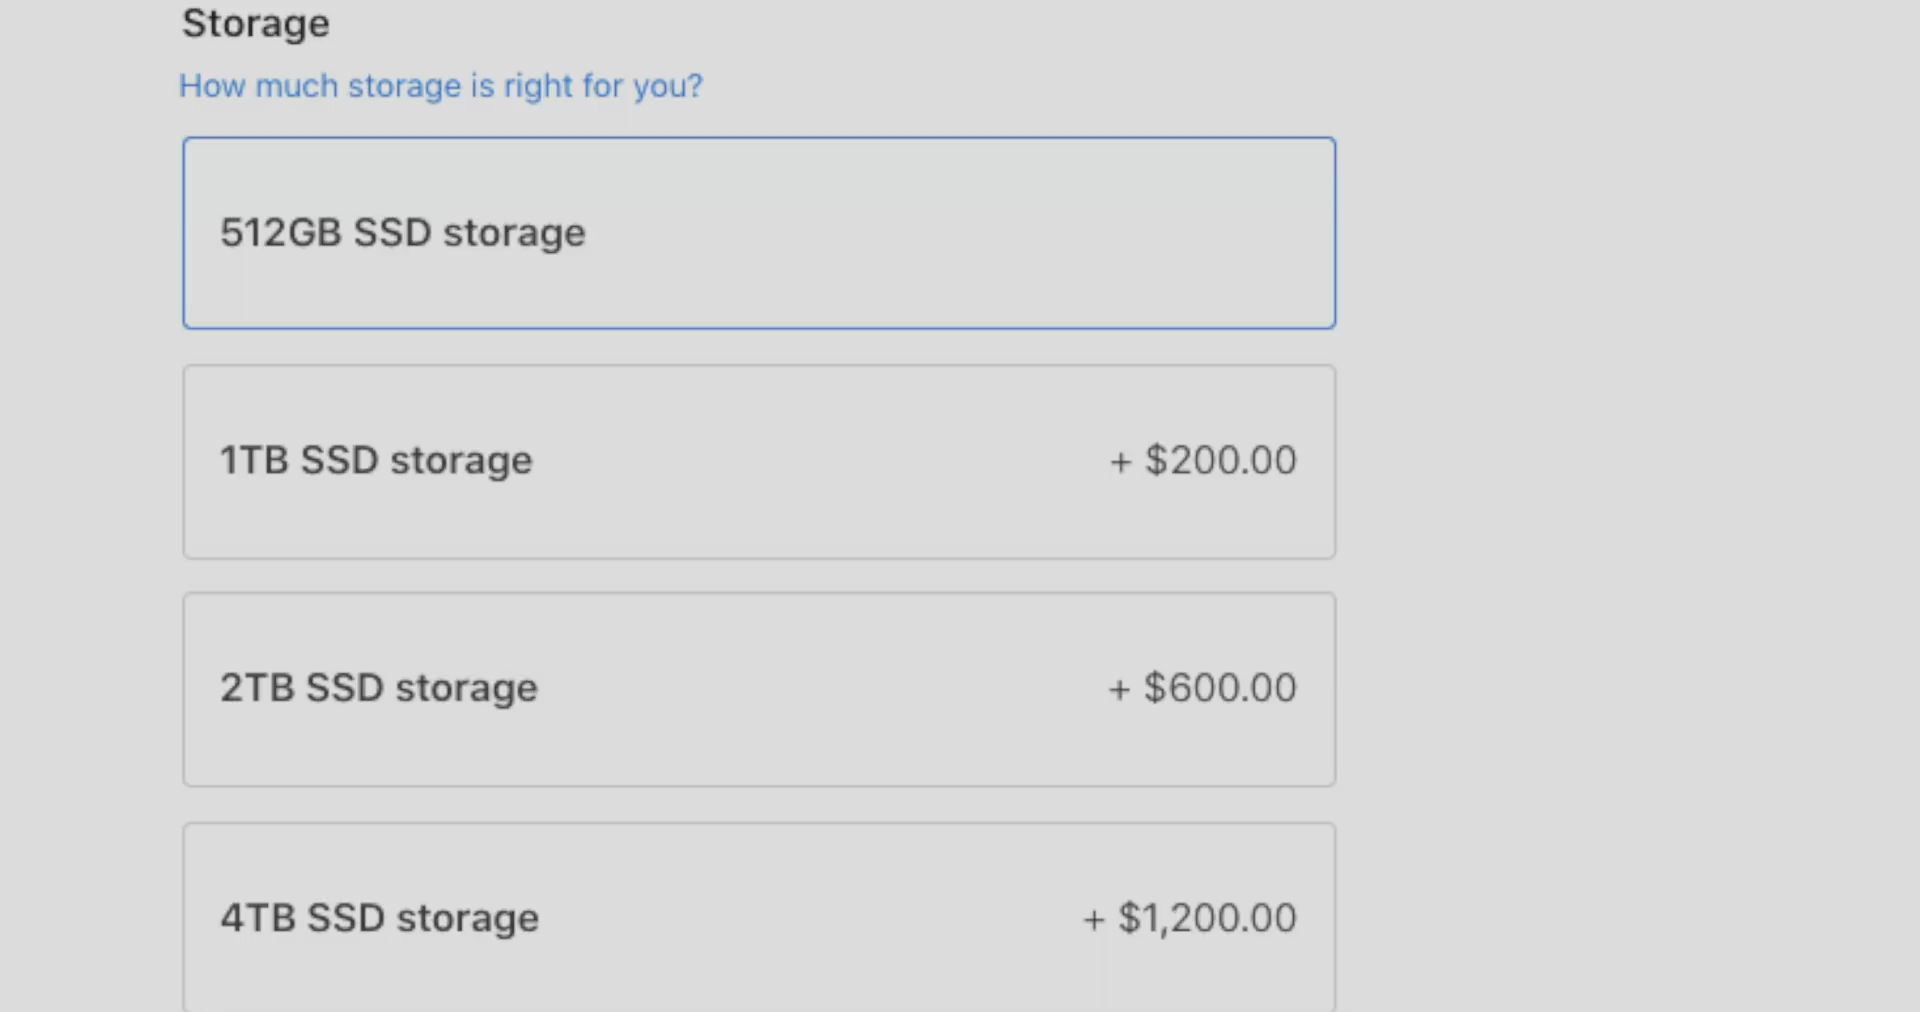 Storage
How much storage is right for you?
512GB SSD storage
1TB SSD storage + $200.00
2TB SSD storage + $600.00
4TB SSD storage + $1,200.00